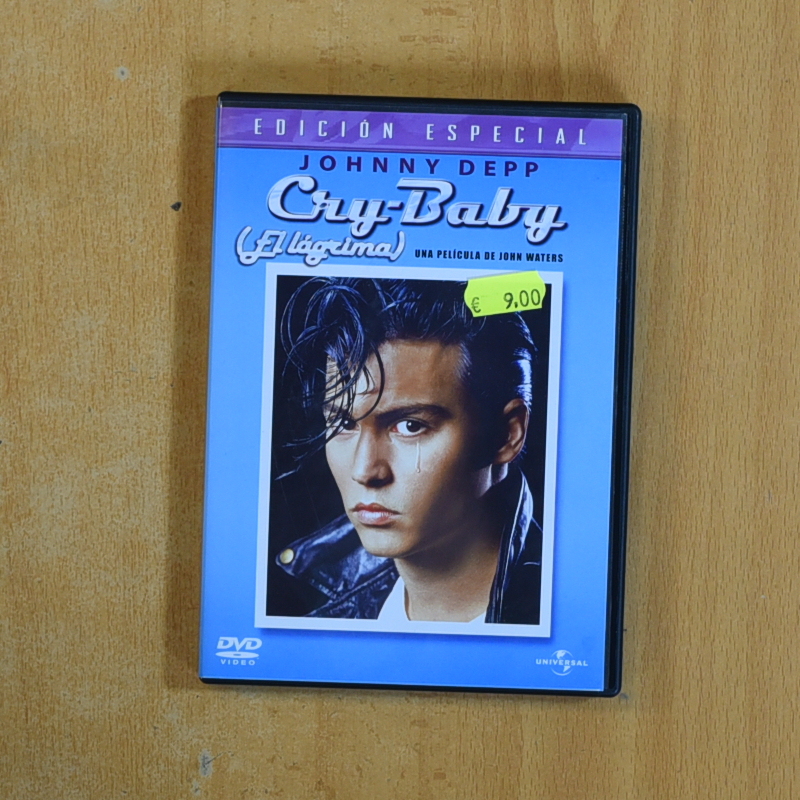 EDICIÓN ESPECIAL
JOHNNY DEPP
Cry-Baby
(El lágrima)
UNA PELÍCULA DE JOHN WATERS
€ 9.00
DVD
VIDEO
UNIVERSAL